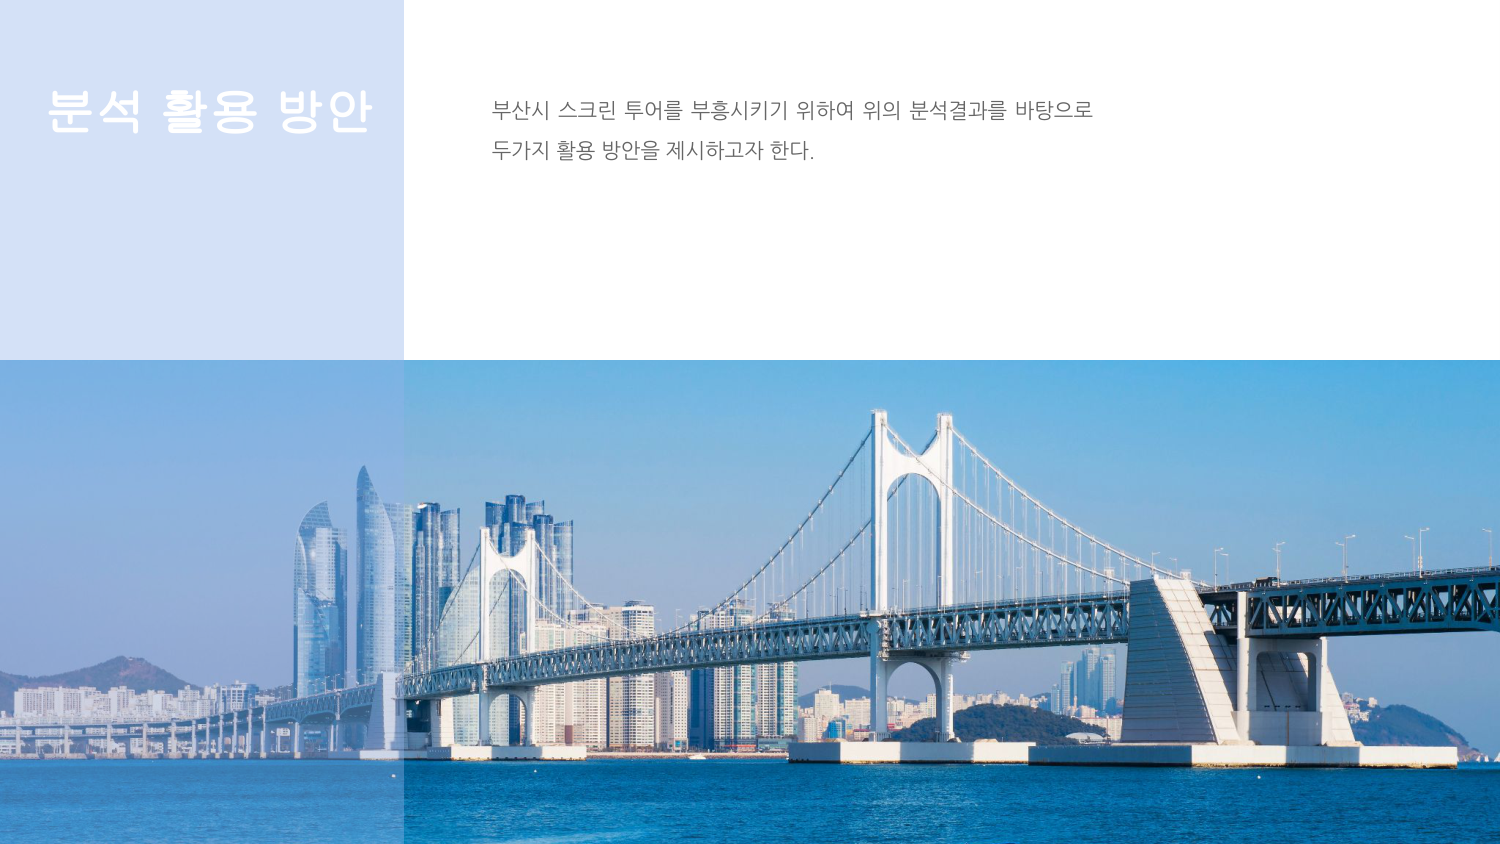 분석 활용 방안
부산시 스크린 투어를 부흥시키기 위하여 위의 분석결과를 바탕으로
두가지 활용 방안을 제시하고자 한다.